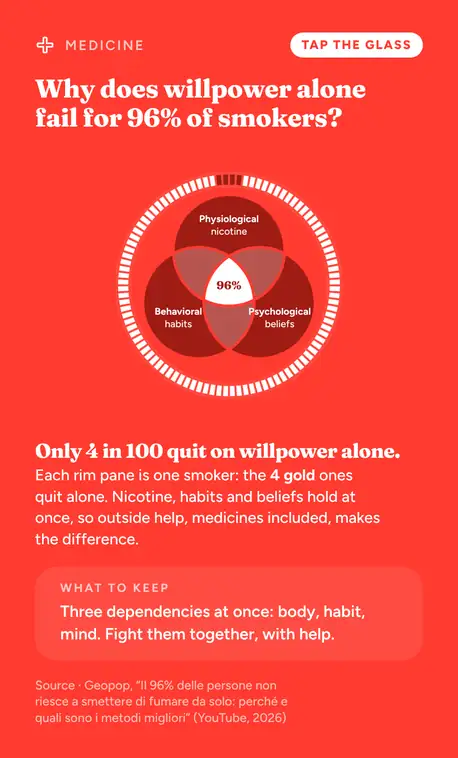 MEDICINE
TAP THE GLASS
Why does willpower alone
fail for 96% of smokers?
Physiological
nicotine
96%
Behavioral
habits
Psychological
beliefs
Only 4 in 100 quit on willpower alone.
Each rim pane is one smoker: the 4 gold ones
quit alone. Nicotine, habits and beliefs hold at
once, so outside help, medicines included, makes
the difference.
WHAT TO KEEP
Three dependencies at once: body, habit,
mind. Fight them together, with help.
Source · Geopop, “Il 96% delle persone non
riesce a smettere di fumare da solo: perché e
quali sono i metodi migliori” (YouTube, 2026)